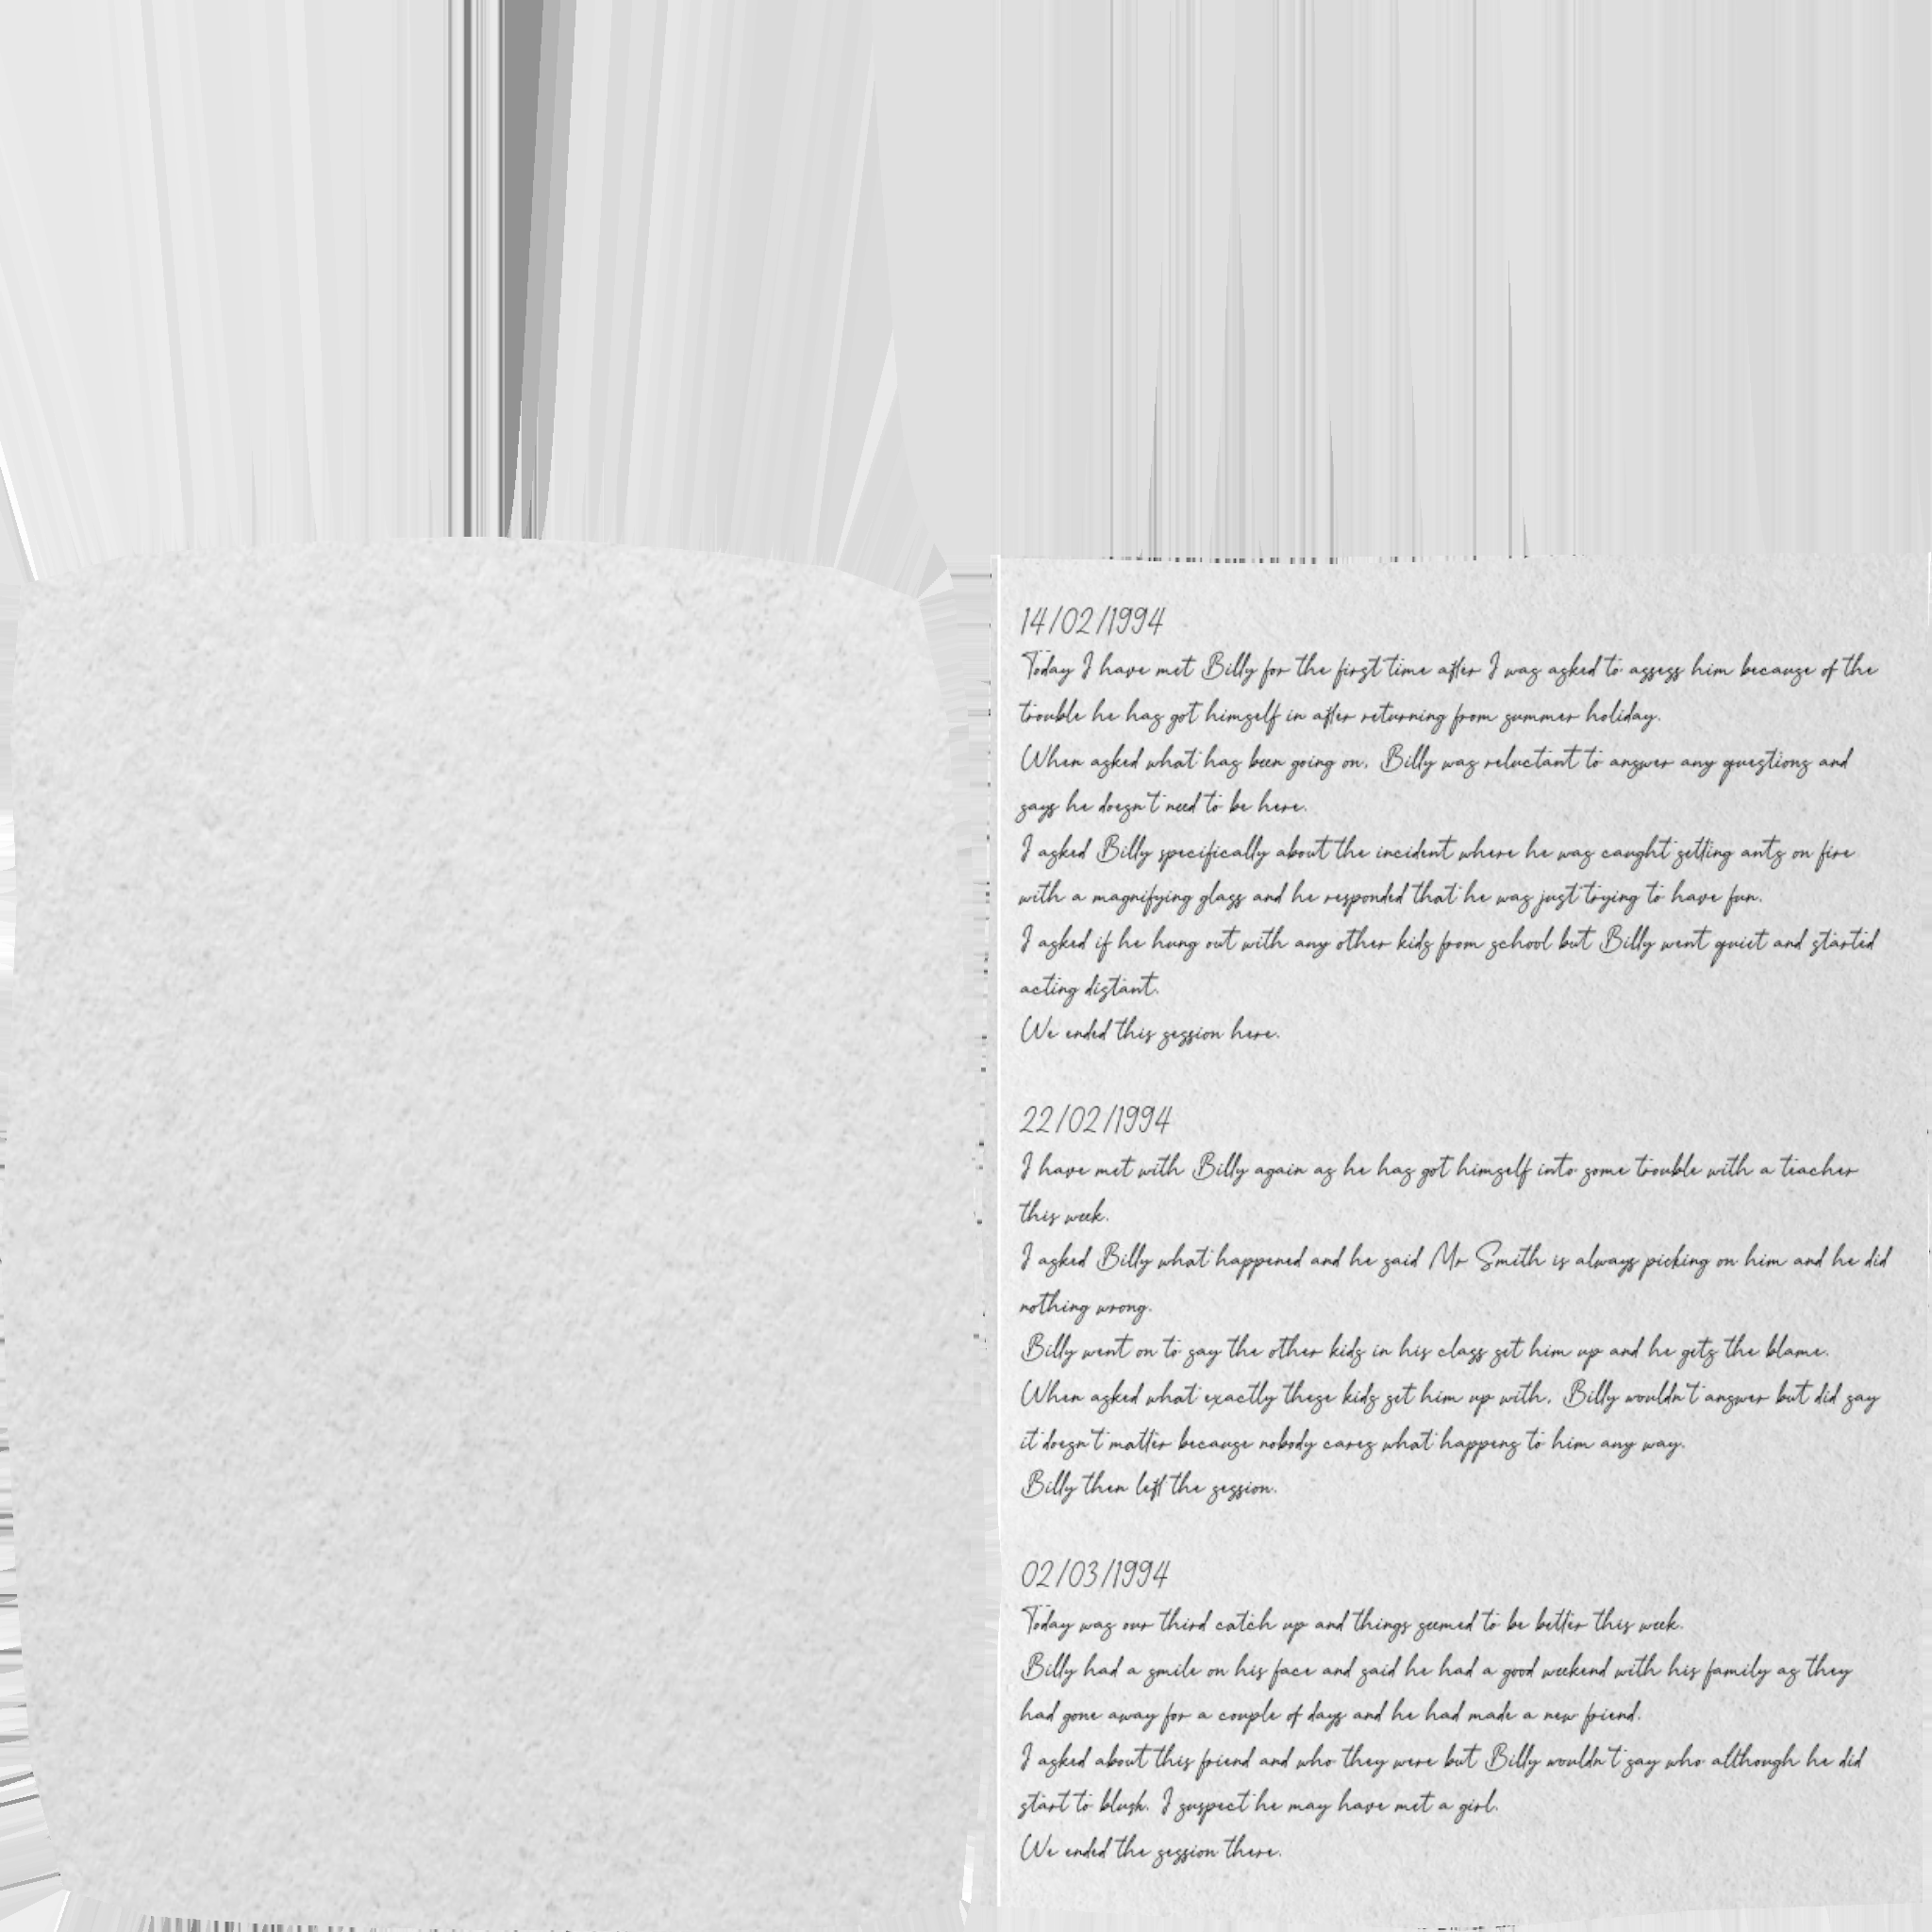 14/02/1994
Today I have met Billy for the first time after I was asked to assess him because of the
trouble he has got himself in after returning from summer holiday.
When asked what has been going on, Billy was reluctant to answer any questions and
says he doesn't need to be here.
I asked Billy specifically about the incident where he was caught setting ants on fire
with a magnifying glass and he responded that he was just trying to have fun.
I asked if he hung out with any other kids from school but Billy went quiet and started
acting distant.
We ended this session here.
22/02/1994
I have met with Billy again as he has got himself into some trouble with a teacher
this week.
I asked Billy what happened and he said Mr Smith is always picking on him and he did
nothing wrong.
Billy went on to say the other kids in his class set him up and he gets the blame.
When asked what exactly these kids set him up with, Billy wouldn't answer but did say
it doesn't matter because nobody cares what happens to him any way.
Billy then left the session.
02/03/1994
Today was our third catch up and things seemed to be better this week.
Billy had a smile on his face and said he had a good weekend with his family as they
had gone away for a couple of days and he had made a new friend.
I asked about this friend and who they were but Billy wouldn't say who although he did
start to blush. I suspect he may have met a girl.
We ended the session there.